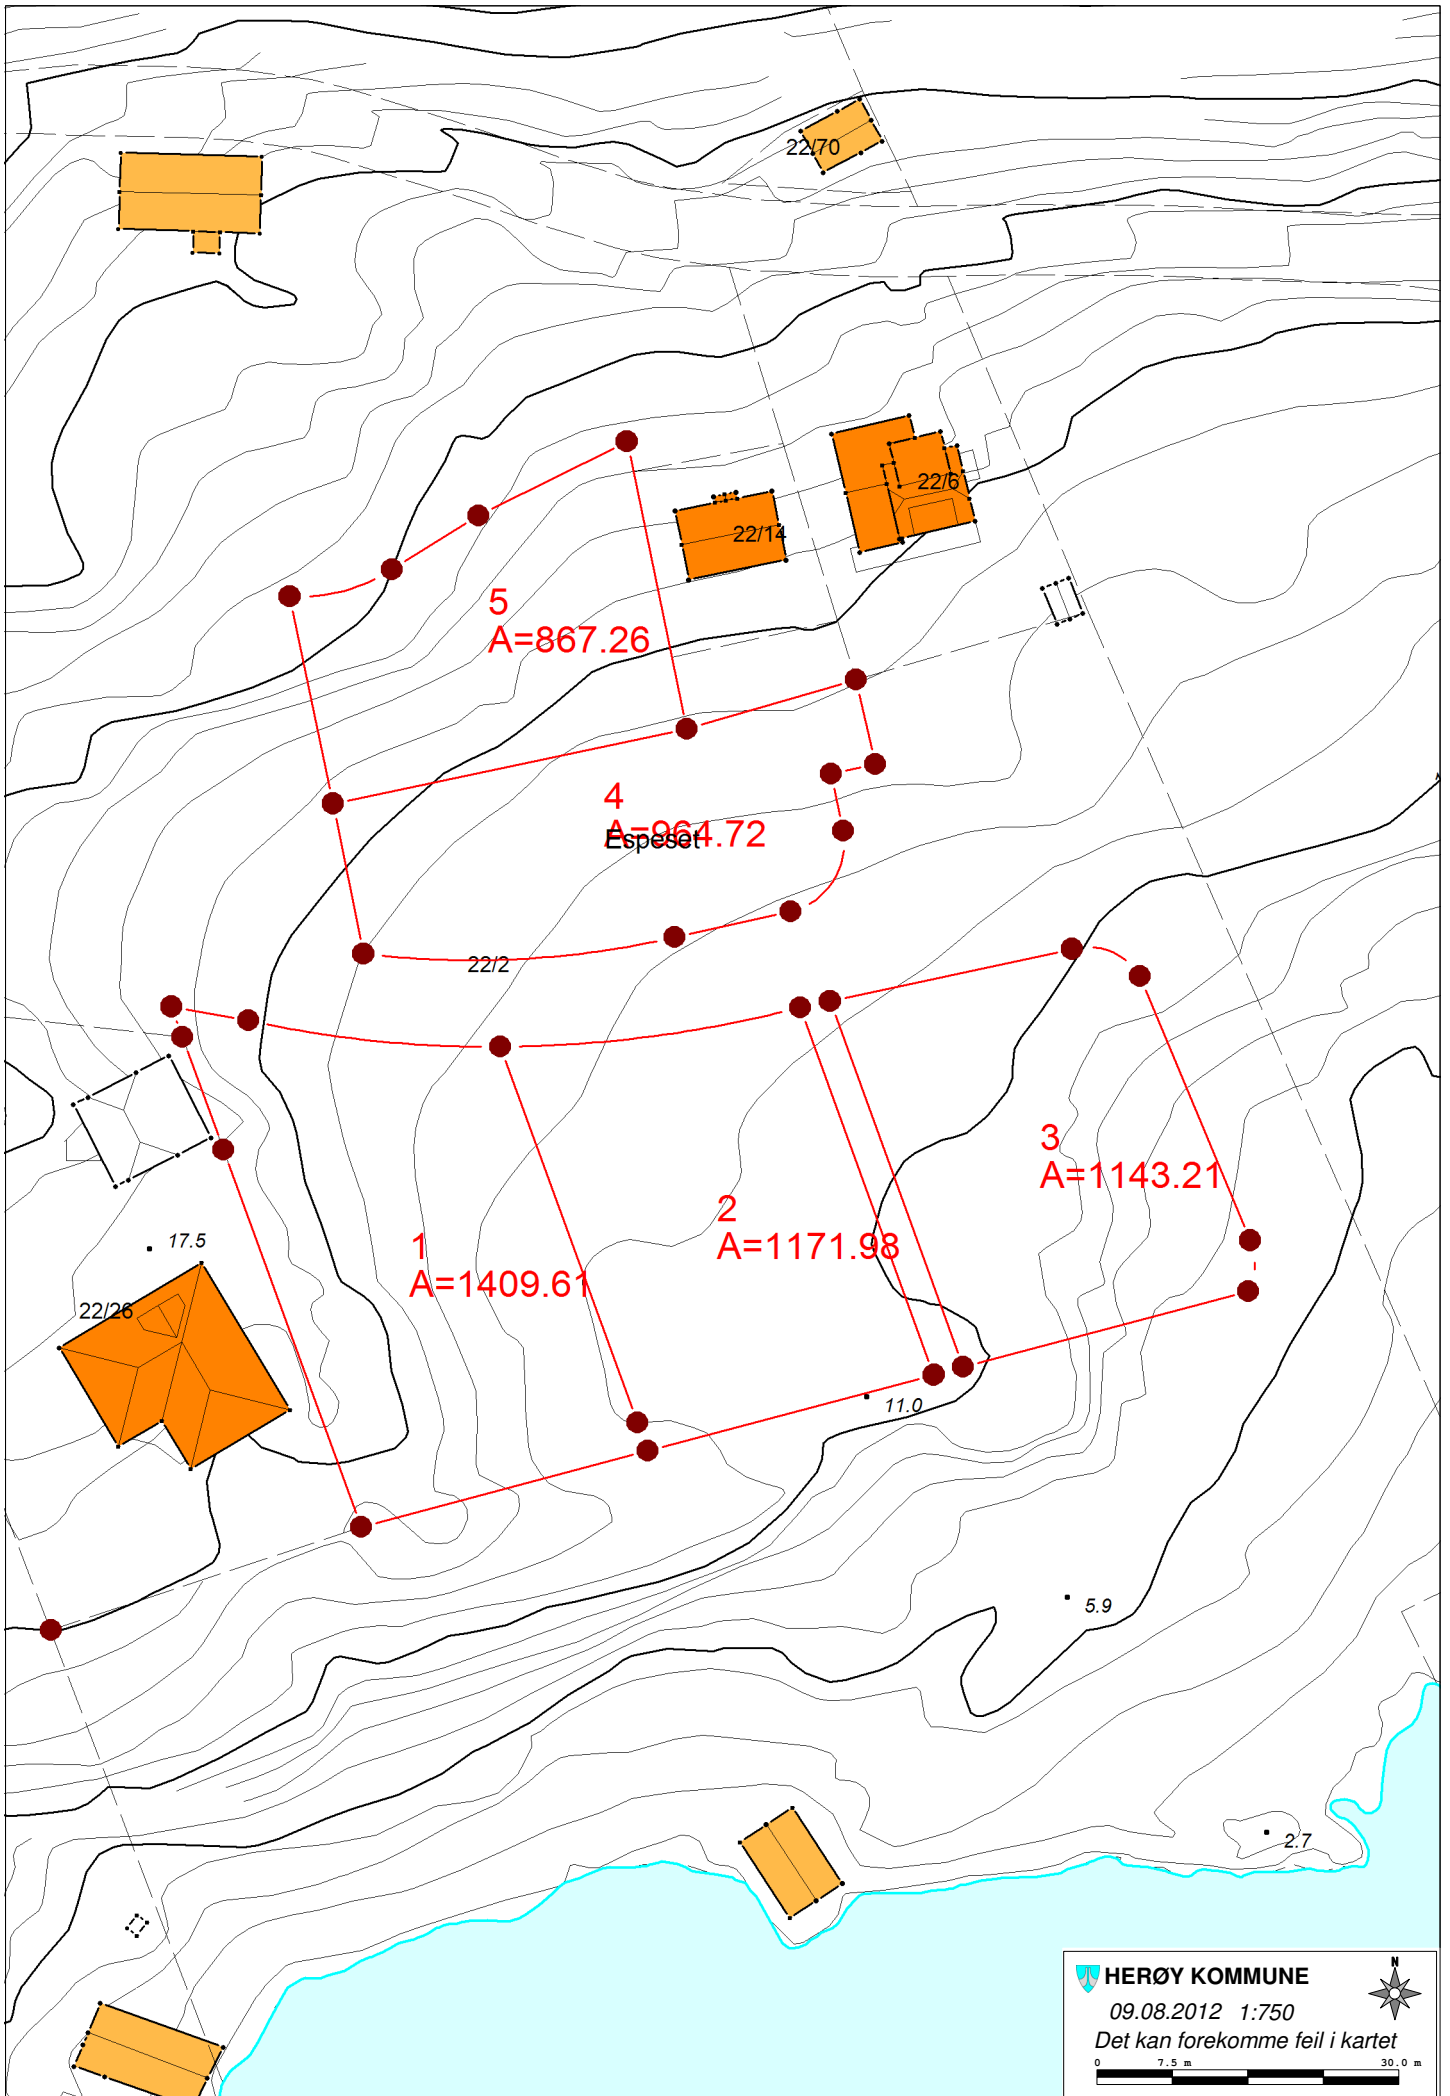 22/70
22/6
22/14
5
A=867.26
4
A=964.72
Espeset
22/2
3
A=1143.21
2
A=1171.98
17.5
1
A=1409.61
22/26
11.0
5.9
2.7
HERØY KOMMUNE
N
09.08.2012 1:750
Det kan forekomme feil i kartet
0 7.5 m 30.0 m